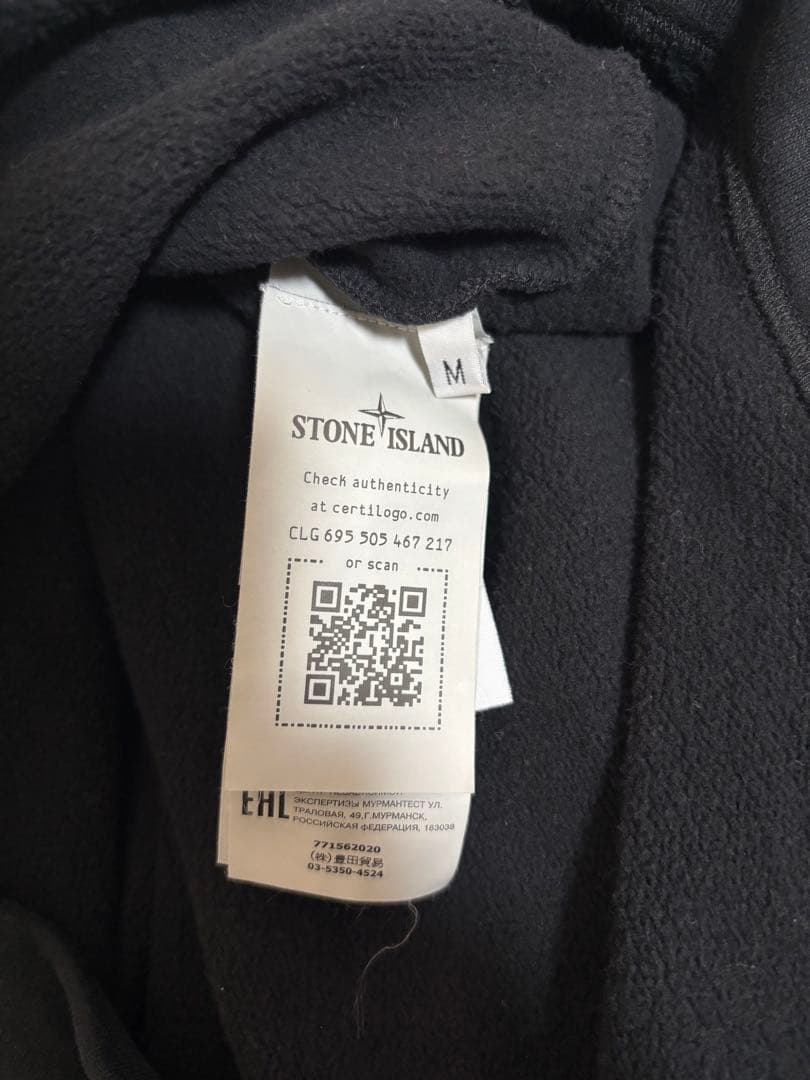 M
STONE ISLAND
Check authenticity
at certilogo.com
CLG 695 505 467 217
or scan
EAC
ЭКСПЕРТИЗЫ МУРМАНТЕСТ УЛ.
ТРАЛОВАЯ, 49,Г.МУРМАНСК,
РОССИЙСКАЯ ФЕДЕРАЦИЯ, 183038
771562020
(株)豊田貿易
03-5350-4524